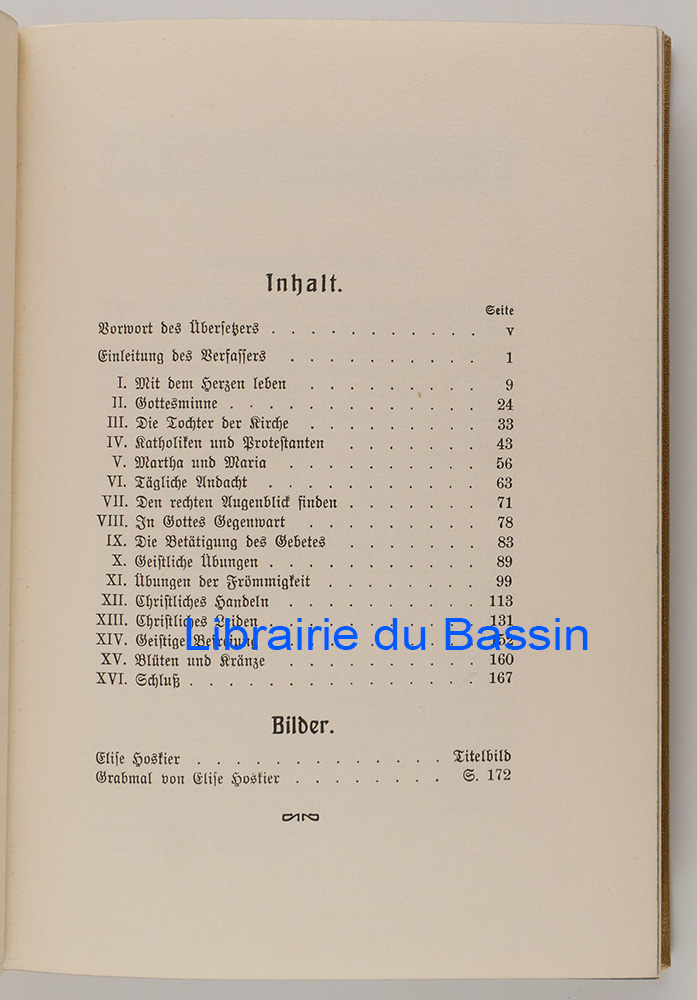 Inhalt.
Seite
Vorwort des Übersetzers . . . . . . . . . . . v
Einleitung des Verfassers . . . . . . . . . . 1
I. Mit dem Herzen leben . . . . . . . . . 9
II. Gottesminne . . . . . . . . . . . . . 24
III. Die Tochter der Kirche . . . . . . . . . 33
IV. Katholiken und Protestanten . . . . . . . 43
V. Martha und Maria . . . . . . . . . . 56
VI. Tägliche Andacht . . . . . . . . . . . 63
VII. Den rechten Augenblick finden . . . . . . . 71
VIII. In Gottes Gegenwart . . . . . . . . . 78
IX. Die Betätigung des Gebetes . . . . . . . 83
X. Geistliche Übungen . . . . . . . . . . 89
XI. Übungen der Frömmigkeit . . . . . . . . 99
XII. Christliches Handeln . . . . . . . . . . 113
XIII. Christliches Leiden . . . . . . . . . . 131
Librairie du Bassin
XIV. Geistige Befreiung . . . . . . . . . . 152
XV. Blüten und Kränze . . . . . . . . . . 160
XVI. Schluß . . . . . . . . . . . . . . . 167
Bilder.
Elise Hoskier . . . . . . . . . . . . Titelbild
Grabmal von Elise Hoskier . . . . . . . . S. 172